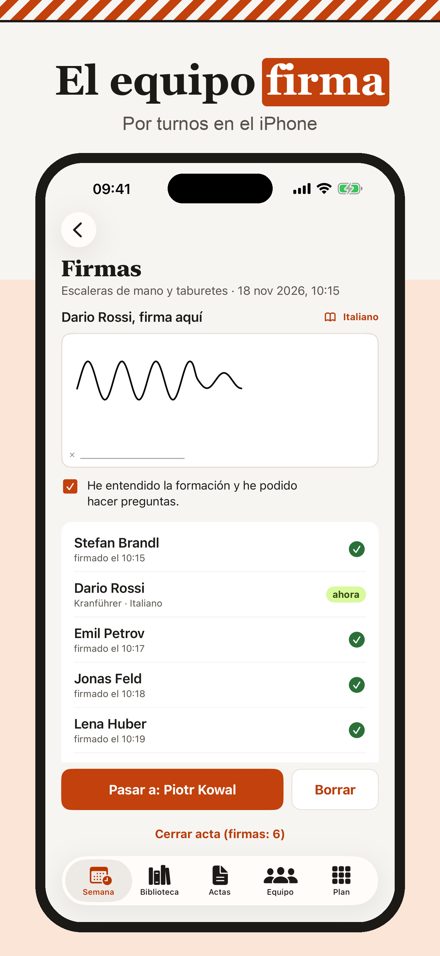 El equipo firma
Por turnos en el iPhone
09:41
Firmas
Escaleras de mano y taburetes · 18 nov 2026, 10:15
Dario Rossi, firma aquí
Italiano
×
He entendido la formación y he podido
hacer preguntas.
Stefan Brandl
firmado el 10:15
Dario Rossi
Kranführer · Italiano
ahora
Emil Petrov
firmado el 10:17
Jonas Feld
firmado el 10:18
Lena Huber
firmado el 10:19
Pasar a: Piotr Kowal
Borrar
Cerrar acta (firmas: 6)
Semana
Biblioteca
Actas
Equipo
Plan